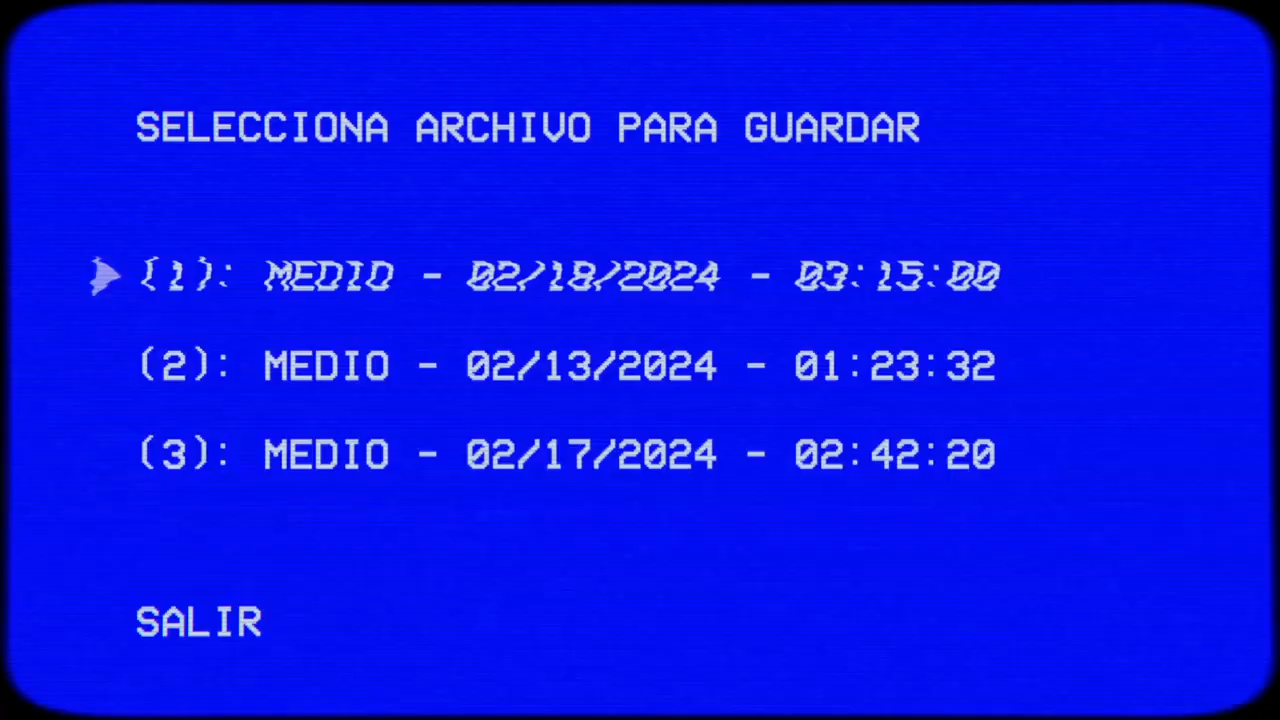 SELECCIONA ARCHIVO PARA GUARDAR
(1): MEDIO - 02/18/2024 - 03:15:00
(2): MEDIO - 02/13/2024 - 01:23:32
(3): MEDIO - 02/17/2024 - 02:42:20
SALIR